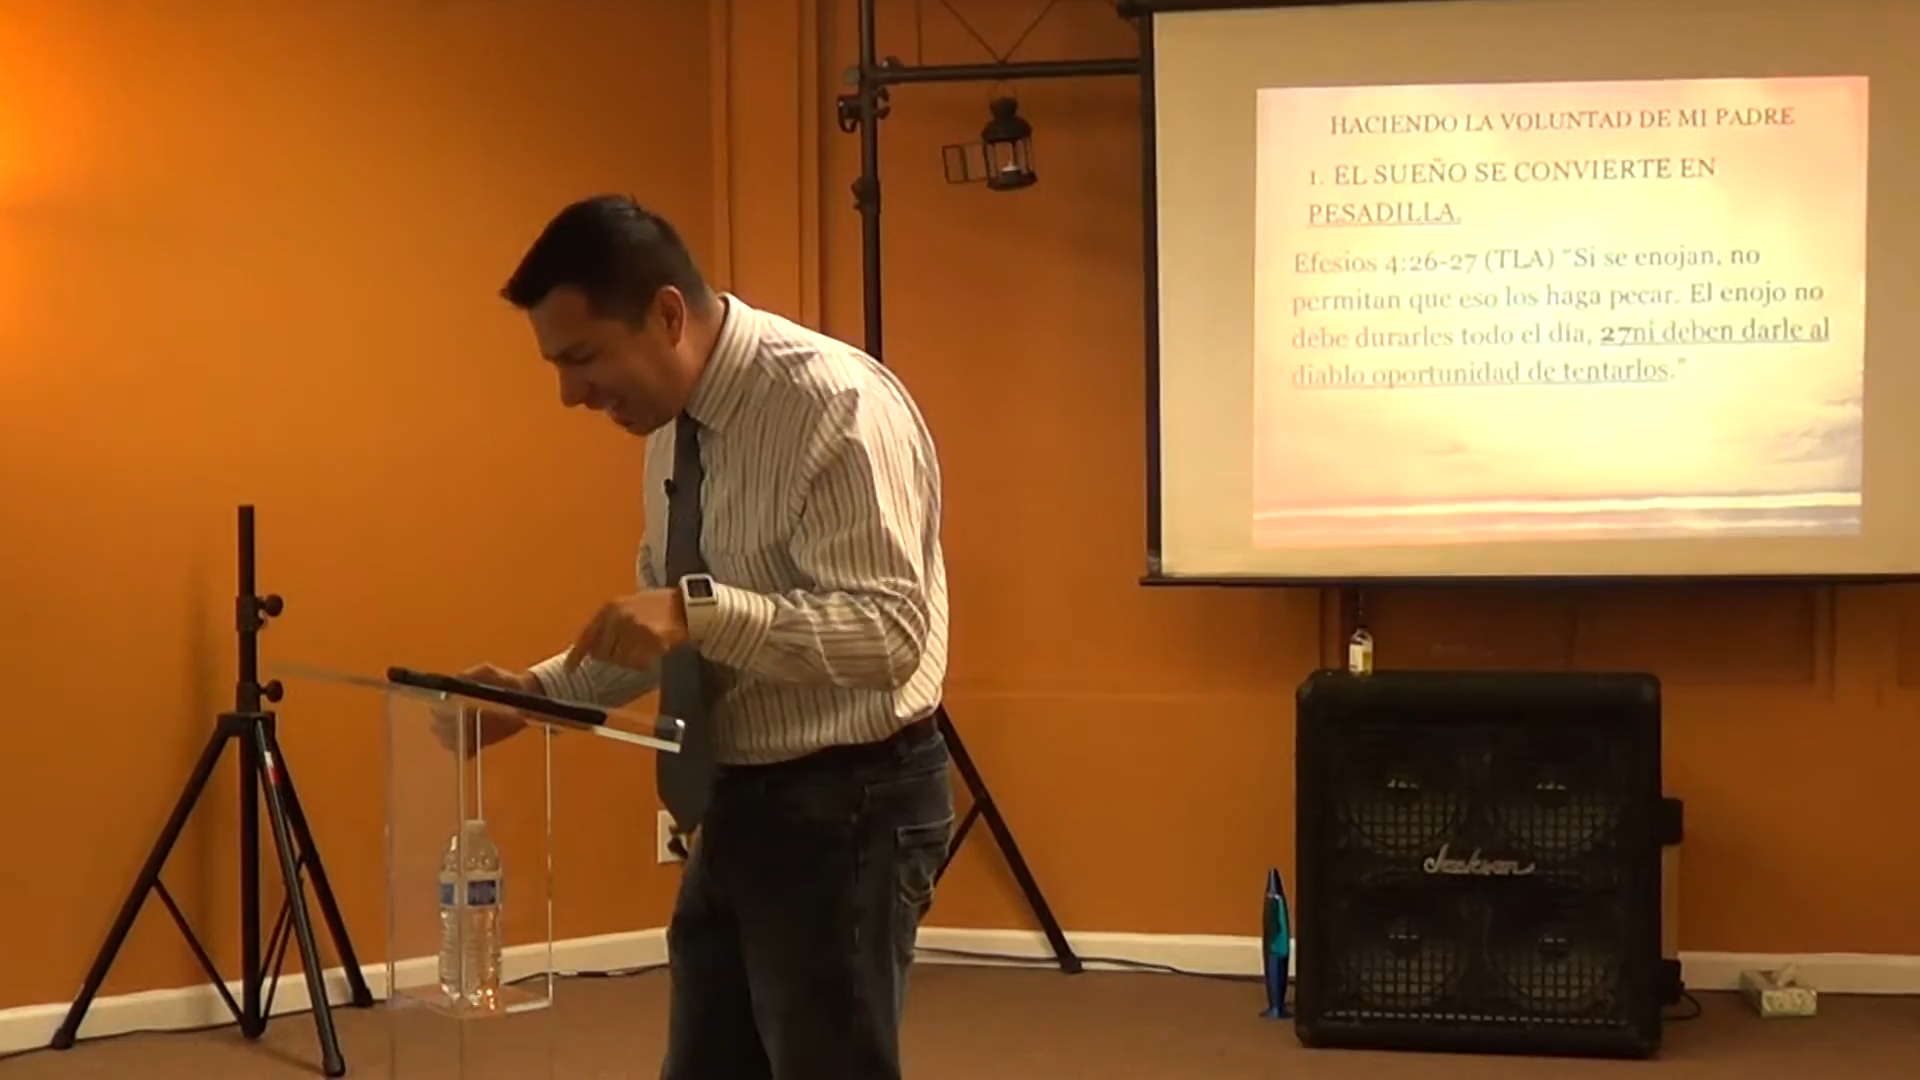 HACIENDO LA VOLUNTAD DE MI PADRE
1. EL SUEÑO SE CONVIERTE EN
PESADILLA.
Efesios 4:26-27 (TLA) "Si se enojan, no
permitan que eso los haga pecar. El enojo no
debe durarles todo el día, 27ni deben darle al
diablo oportunidad de tentarlos."
Jackson